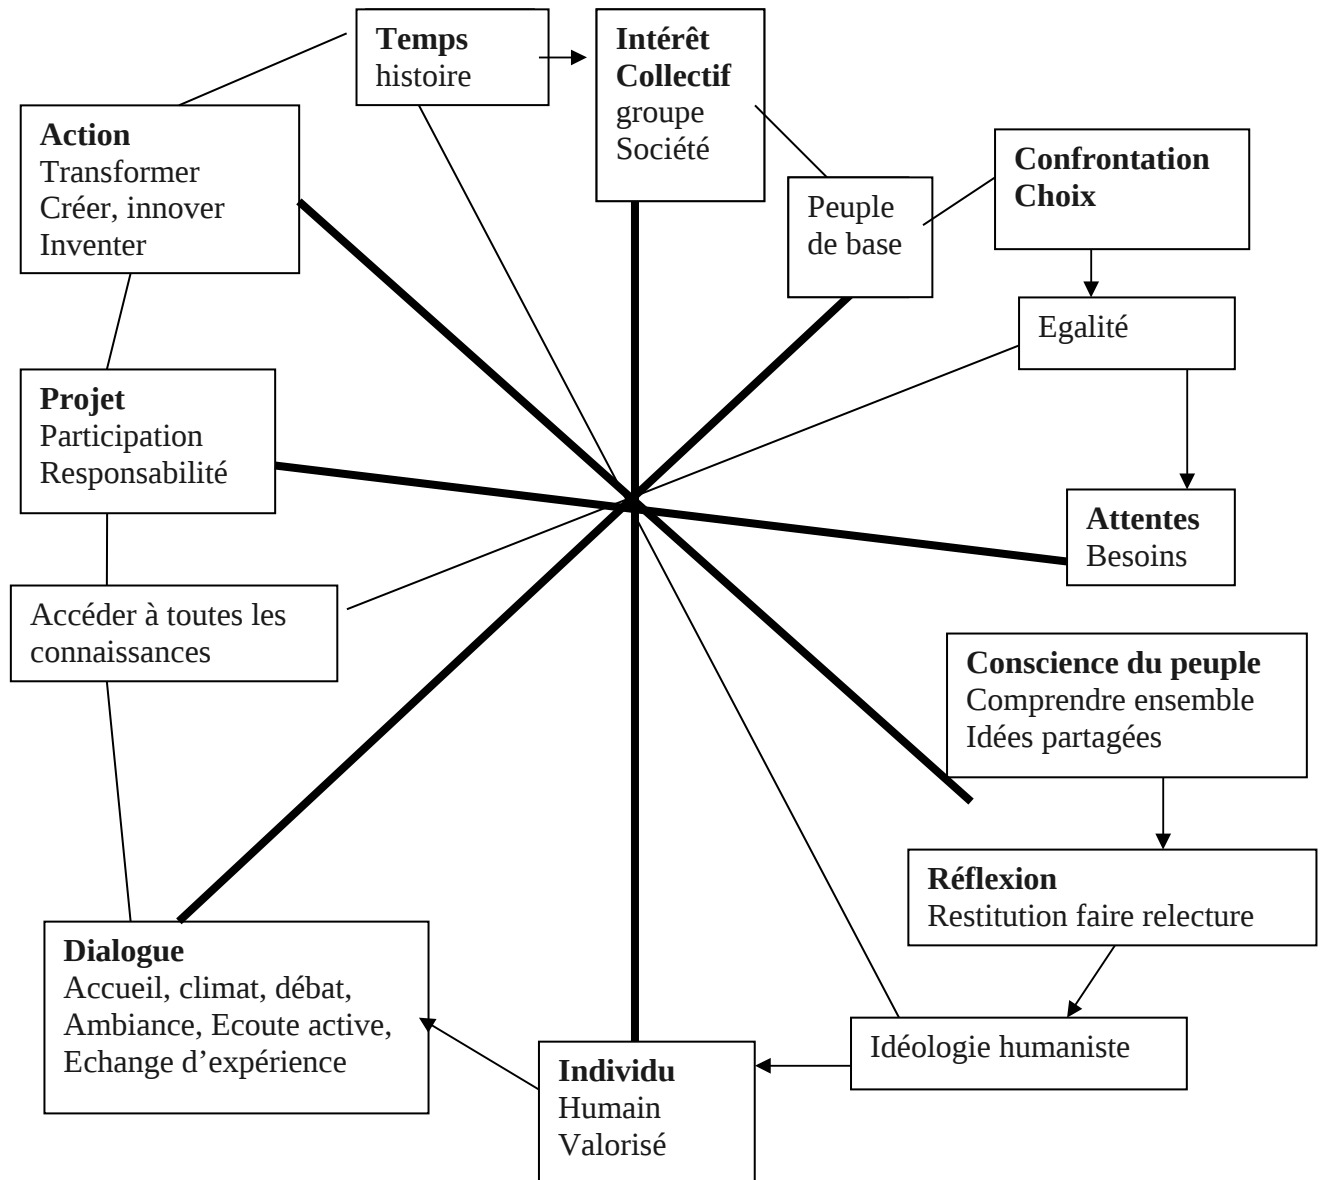 Temps
histoire
Intérêt
Collectif
groupe
Société
Action
Transformer
Créer, innover
Inventer
Confrontation
Choix
Peuple
de base
Egalité
Projet
Participation
Responsabilité
Attentes
Besoins
Accéder à toutes les
connaissances
Conscience du peuple
Comprendre ensemble
Idées partagées
Réflexion
Restitution faire relecture
Dialogue
Accueil, climat, débat,
Ambiance, Ecoute active,
Echange d’expérience
Idéologie humaniste
Individu
Humain
Valorisé